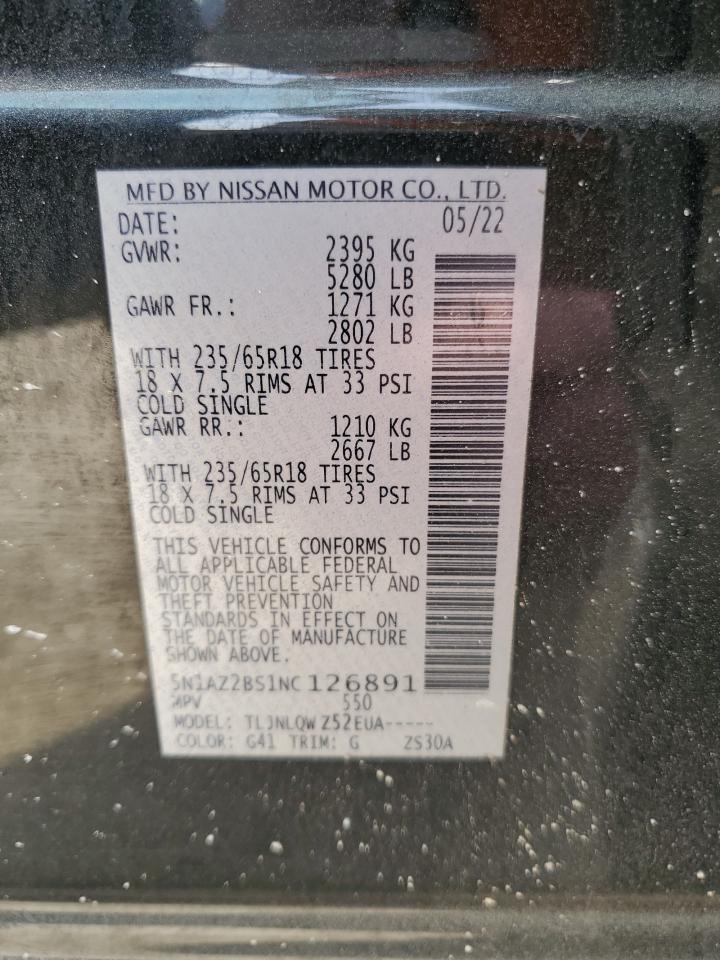 MFD BY NISSAN MOTOR CO., LTD.
DATE: 05/22
GVWR: 2395 KG
5280 LB
GAWR FR.: 1271 KG
2802 LB
WITH 235/65R18 TIRES
18 X 7.5 RIMS AT 33 PSI
COLD SINGLE
GAWR RR.: 1210 KG
2667 LB
WITH 235/65R18 TIRES
18 X 7.5 RIMS AT 33 PSI
COLD SINGLE
THIS VEHICLE CONFORMS TO
ALL APPLICABLE FEDERAL
MOTOR VEHICLE SAFETY AND
THEFT PREVENTION
STANDARDS IN EFFECT ON
THE DATE OF MANUFACTURE
SHOWN ABOVE.
5N1AZ2BS1NC126891
MPV 550
MODEL: TLJNLQW Z52EUA-----
COLOR: G41 TRIM: G ZS30A